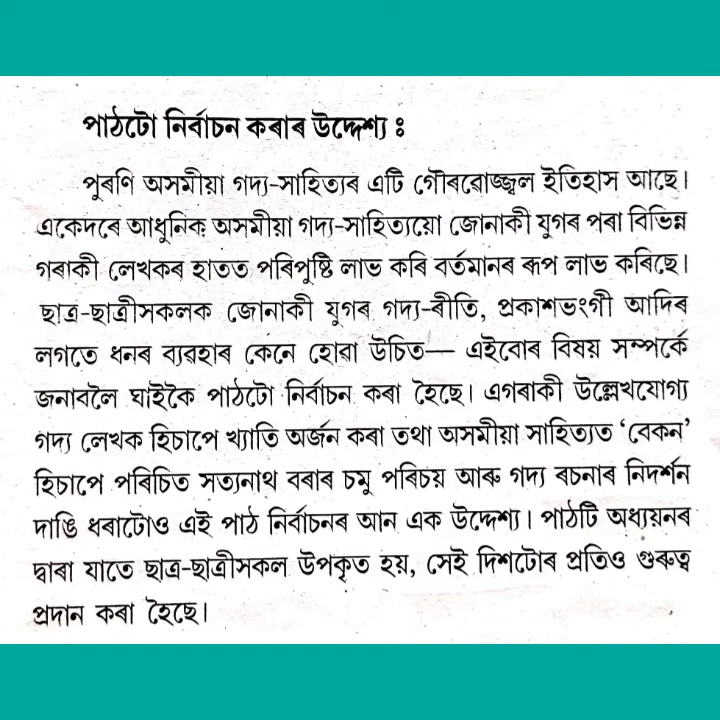 পাঠটো নিৰ্বাচন কৰাৰ উদ্দেশ্য ঃ
পুৰণি অসমীয়া গদ্য-সাহিত্যৰ এটি গৌৰৱোজ্জ্বল ইতিহাস আছে।
একেদৰে আধুনিক অসমীয়া গদ্য-সাহিত্যয়ো জোনাকী যুগৰ পৰা বিভিন্ন
গৰাকী লেখকৰ হাতত পৰিপুষ্টি লাভ কৰি বৰ্তমানৰ ৰূপ লাভ কৰিছে।
ছাত্ৰ-ছাত্ৰীসকলক জোনাকী যুগৰ গদ্য-ৰীতি, প্ৰকাশভংগী আদিৰ
লগতে ধনৰ ব্যৱহাৰ কেনে হোৱা উচিত— এইবোৰ বিষয় সম্পৰ্কে
জনাবলৈ ঘাইকৈ পাঠটো নিৰ্বাচন কৰা হৈছে। এগৰাকী উল্লেখযোগ্য
গদ্য লেখক হিচাপে খ্যাতি অৰ্জন কৰা তথা অসমীয়া সাহিত্যত ‘বেকন’
হিচাপে পৰিচিত সত্যনাথ বৰাৰ চমু পৰিচয় আৰু গদ্য ৰচনাৰ নিদৰ্শন
দাঙি ধৰাটোও এই পাঠ নিৰ্বাচনৰ আন এক উদ্দেশ্য। পাঠটি অধ্যয়নৰ
দ্বাৰা যাতে ছাত্ৰ-ছাত্ৰীসকল উপকৃত হয়, সেই দিশটোৰ প্ৰতিও গুৰুত্ব
প্ৰদান কৰা হৈছে।